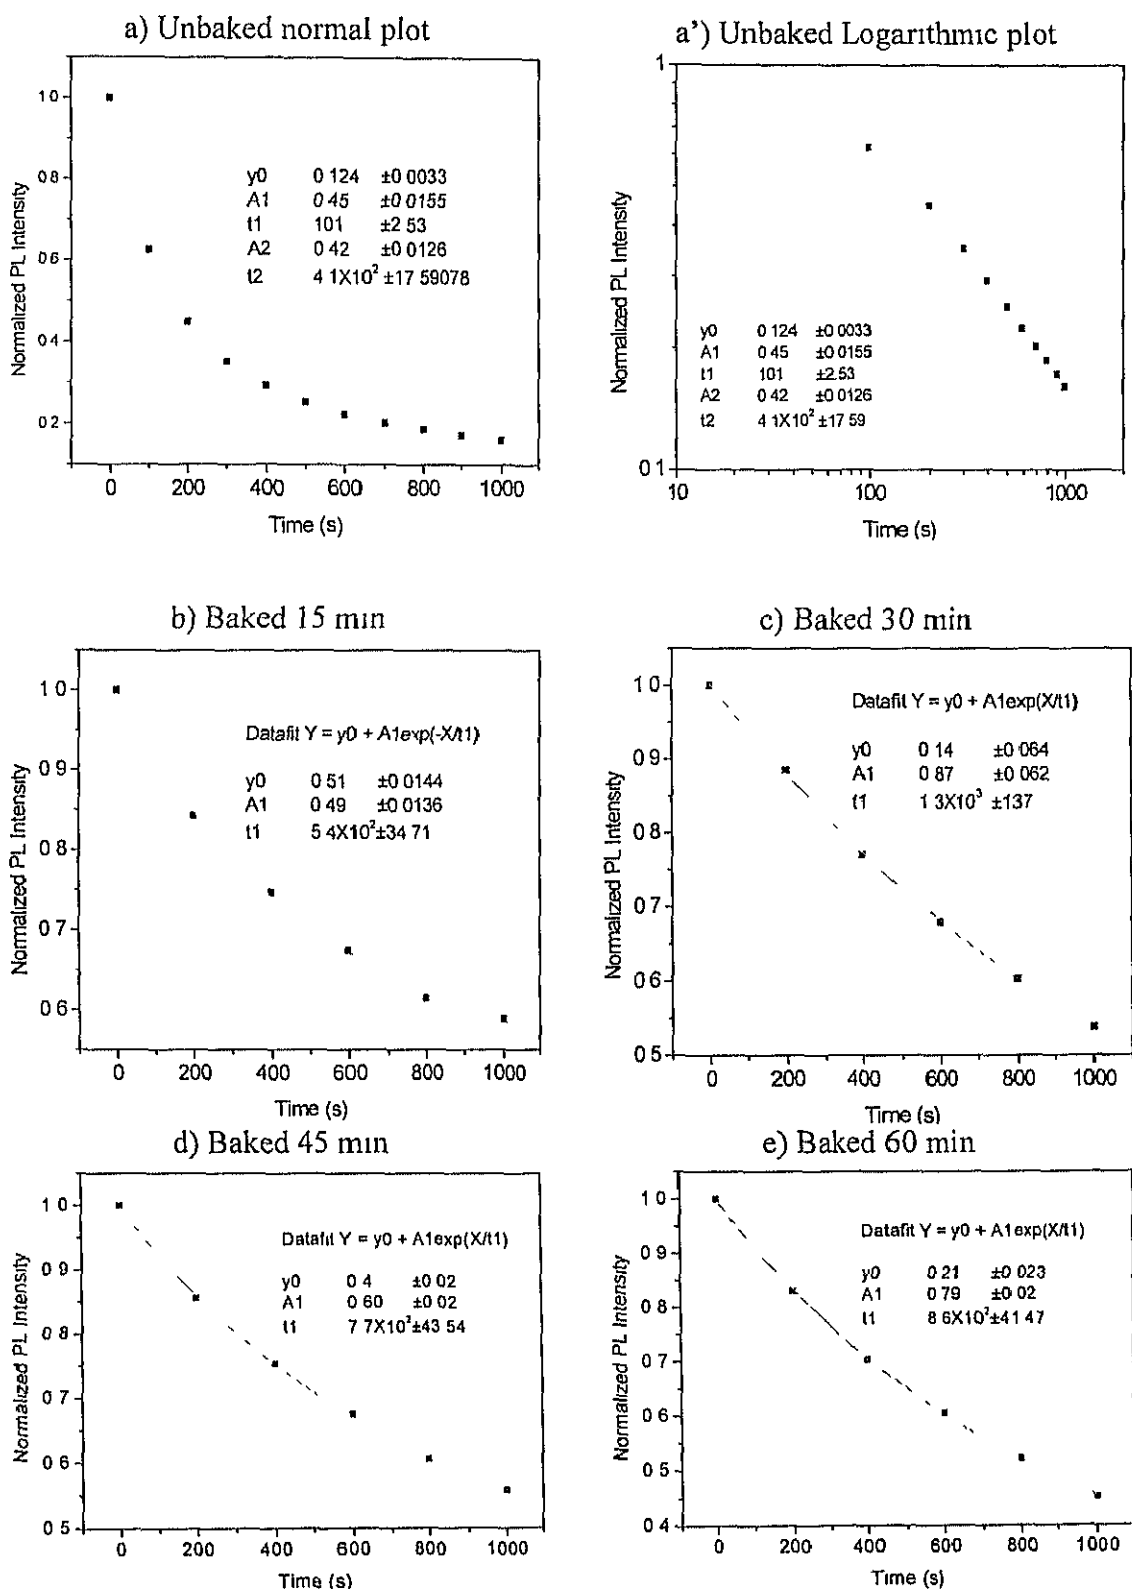 a) Unbaked normal plot
Normalized PL Intensity
1 0
0 8
0 6
0 4
0 2
y0 0 124 ±0 0033
A1 0 45 ±0 0155
t1 101 ±2 53
A2 0 42 ±0 0126
t2 4 1X10² ±17 59078
0 200 400 600 800 1000
Time (s)
a') Unbaked Logarithmic plot
Normalized PL Intensity
1
0 1
y0 0 124 ±0 0033
A1 0 45 ±0 0155
t1 101 ±2.53
A2 0 42 ±0 0126
t2 4 1X10² ±17 59
10 100 1000
Time (s)
b) Baked 15 min
Normalized PL Intensity
1 0
0 9
0.8
0 7
0 6
Datafit Y = y0 + A1exp(-X/t1)
y0 0 51 ±0 0144
A1 0 49 ±0 0136
t1 5 4X10² ±34 71
0 200 400 600 800 1000
Time (s)
c) Baked 30 min
Normalized PL Intensity
1 0
0 9
0 8
0 7
0 6
0 5
Datafit Y = y0 + A1exp(X/t1)
y0 0 14 ±0 064
A1 0 87 ±0 062
t1 1 3X10³ ±137
0 200 400 600 800 1000
Time (s)
d) Baked 45 min
Normalized PL Intensity
1 0
0 9
0 8
0 7
0 6
0 5
Datafit Y = y0 + A1exp(X/t1)
y0 0 4 ±0 02
A1 0 60 ±0 02
t1 7 7X10² ±43 54
0 200 400 600 800 1000
Time (s)
e) Baked 60 min
Normalized PL Intensity
1 0
0 9
0 8
0 7
0 6
0 5
0 4
Datafit Y = y0 + A1exp(X/t1)
y0 0 21 ±0 023
A1 0 79 ±0 02
t1 8 6X10² ±41 47
0 200 400 600 800 1000
Time (s)